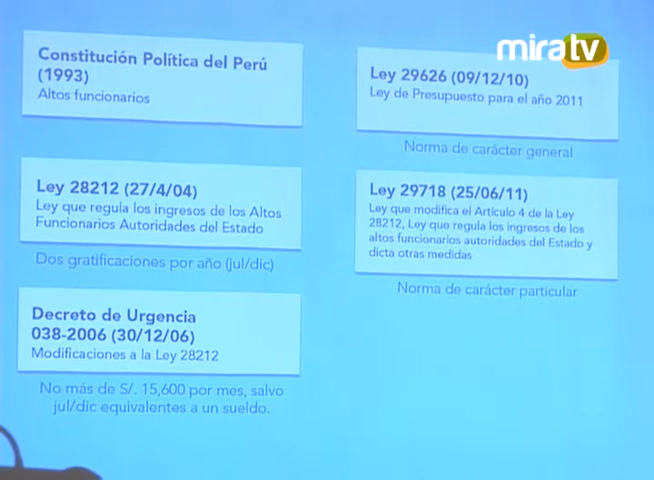 miratv
Constitución Política del Perú
(1993)
Altos funcionarios
Ley 28212 (27/4/04)
Ley que regula los ingresos de los Altos
Funcionarios Autoridades del Estado
Dos gratificaciones por año (jul/dic)
Decreto de Urgencia
038-2006 (30/12/06)
Modificaciones a la Ley 28212
No más de S/. 15,600 por mes, salvo
jul/dic equivalentes a un sueldo.
Ley 29626 (09/12/10)
Ley de Presupuesto para el año 2011
Norma de carácter general
Ley 29718 (25/06/11)
Ley que modifica el Artículo 4 de la Ley
28212, Ley que regula los ingresos de los
altos funcionarios autoridades del Estado y
dicta otras medidas
Norma de carácter particular